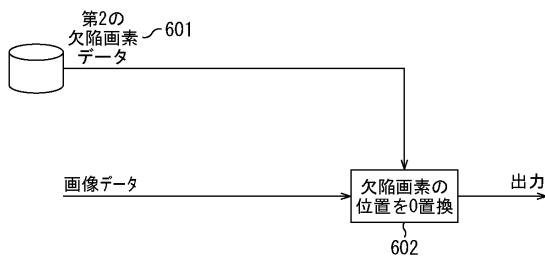 第2の
欠陥画素
データ
601
画像データ
欠陥画素の
位置を0置換
出力
602